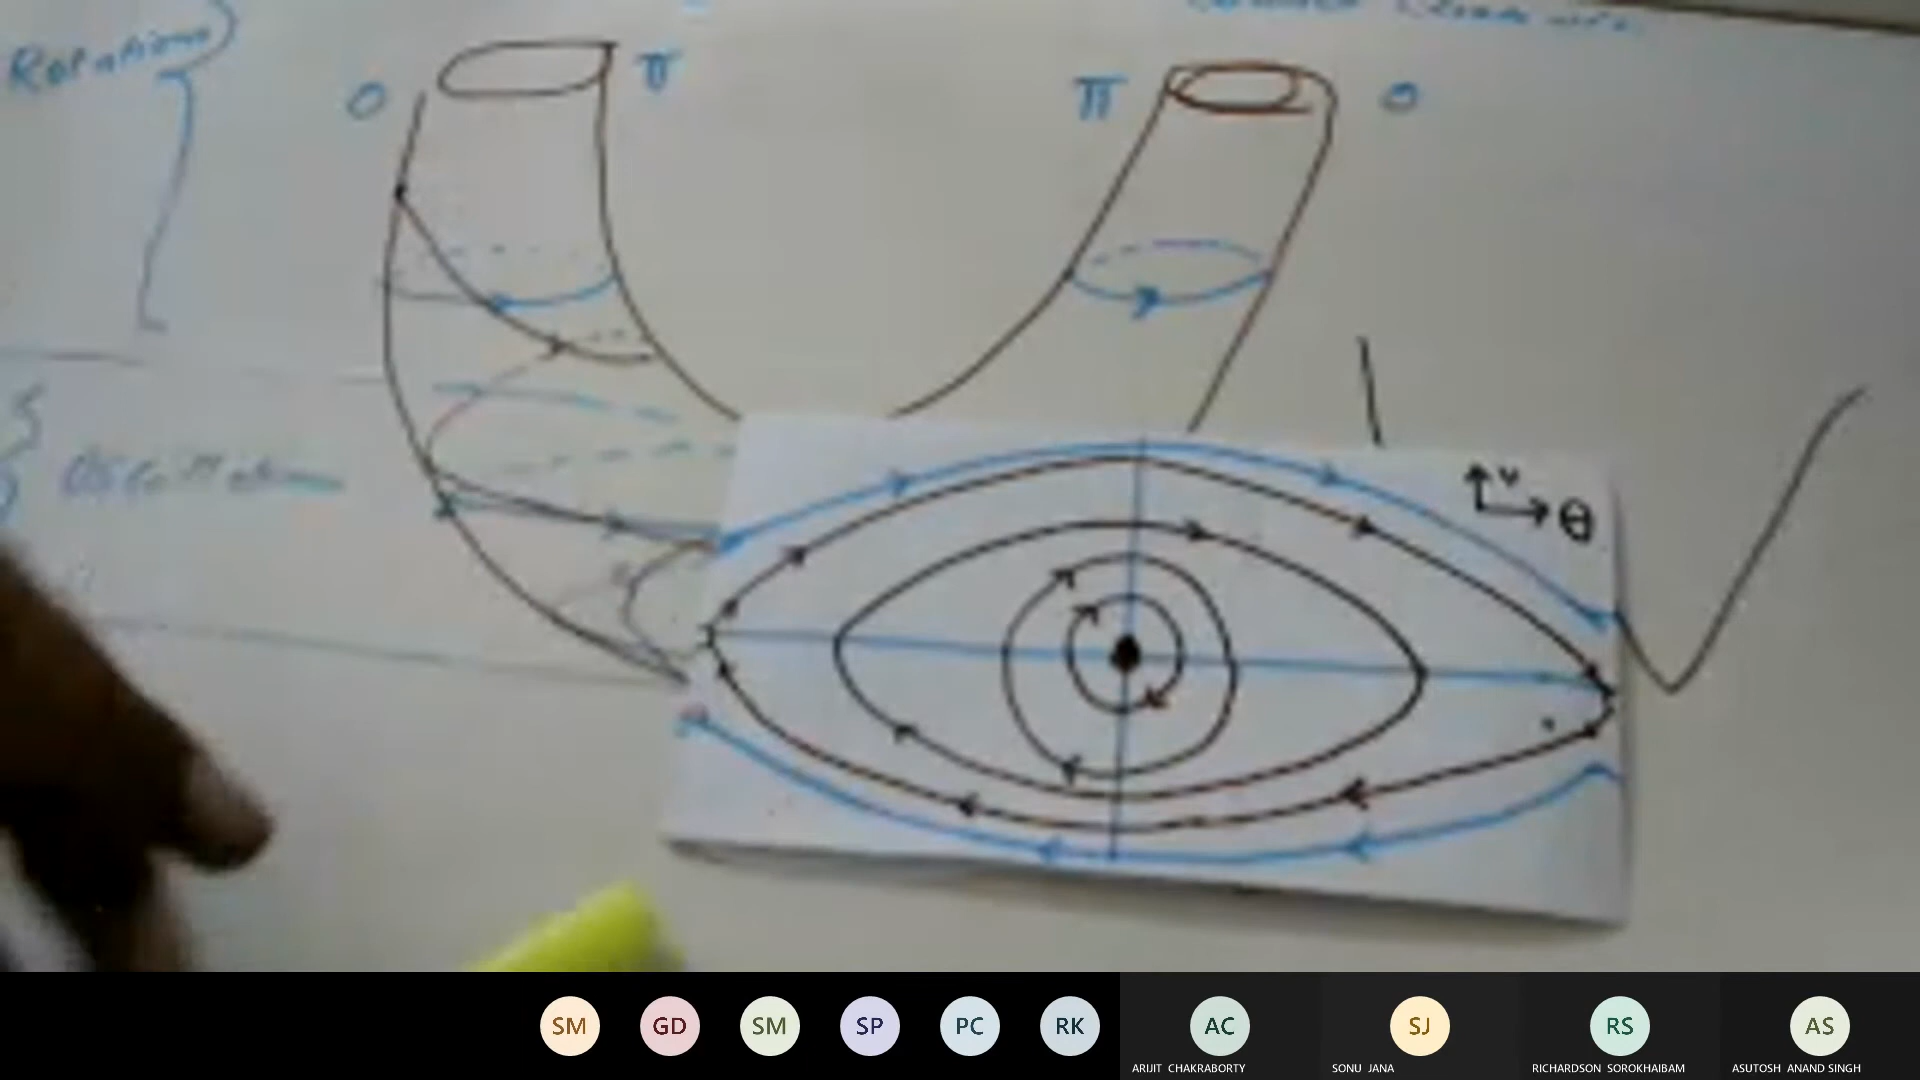 Rotations
0 π π 0
Oscillation
v
θ
SM GD SM SP PC RK AC SJ RS AS
ARIJIT CHAKRABORTY SONU JANA RICHARDSON SOROKHAIBAM ASUTOSH ANAND SINGH